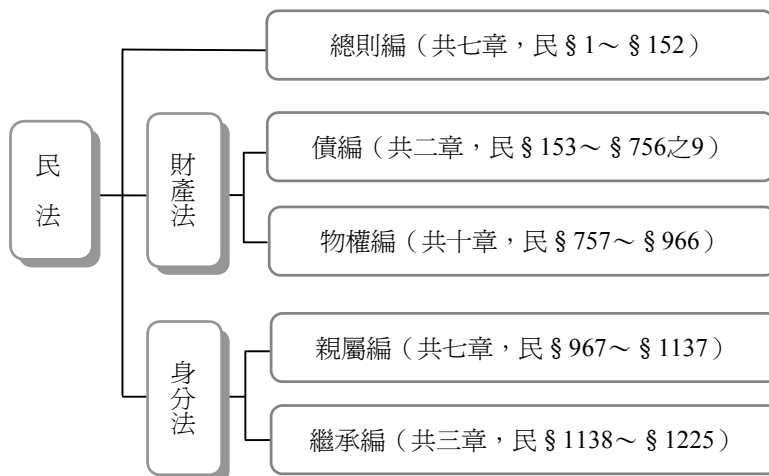 總則編（共七章，民§1～§152）
民法
財產法
債編（共二章，民§153～§756之9）
物權編（共十章，民§757～§966）
身分法
親屬編（共七章，民§967～§1137）
繼承編（共三章，民§1138～§1225）